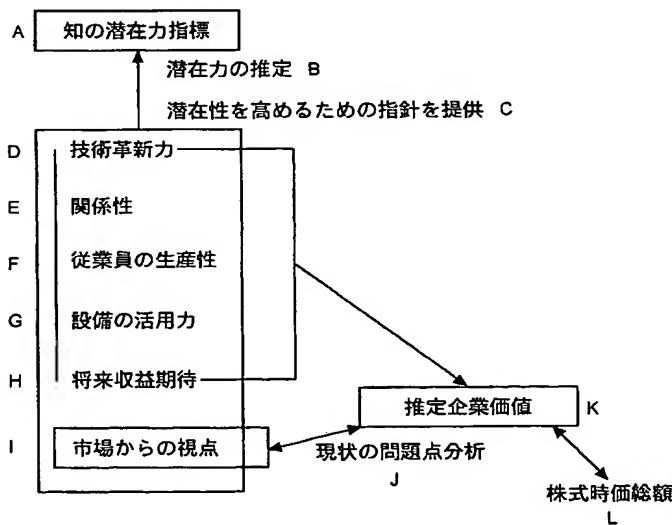 A 知の潜在力指標
潜在力の推定 B
潜在性を高めるための指針を提供 C
D 技術革新力
E 関係性
F 従業員の生産性
G 設備の活用力
H 将来収益期待
推定企業価値 K
I 市場からの視点
現状の問題点分析
J
株式時価総額
L